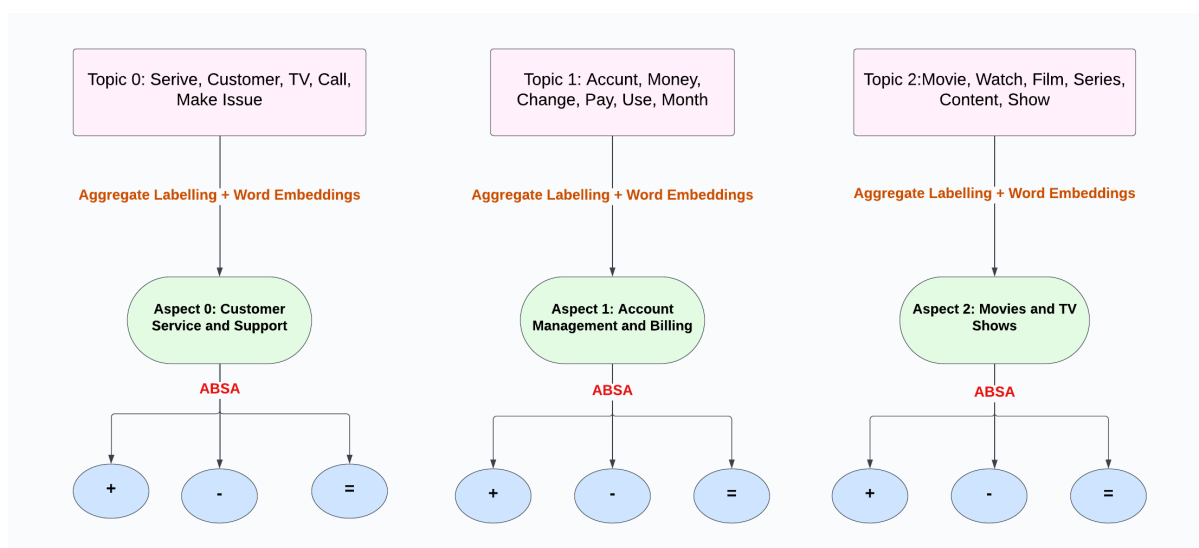 Topic 0: Serive, Customer, TV, Call,
Make Issue
Topic 1: Accunt, Money,
Change, Pay, Use, Month
Topic 2:Movie, Watch, Film, Series,
Content, Show
Aggregate Labelling + Word Embeddings
Aggregate Labelling + Word Embeddings
Aggregate Labelling + Word Embeddings
Aspect 0: Customer
Service and Support
Aspect 1: Account
Management and Billing
Aspect 2: Movies and TV
Shows
ABSA
ABSA
ABSA
+
-
=
+
-
=
+
-
=